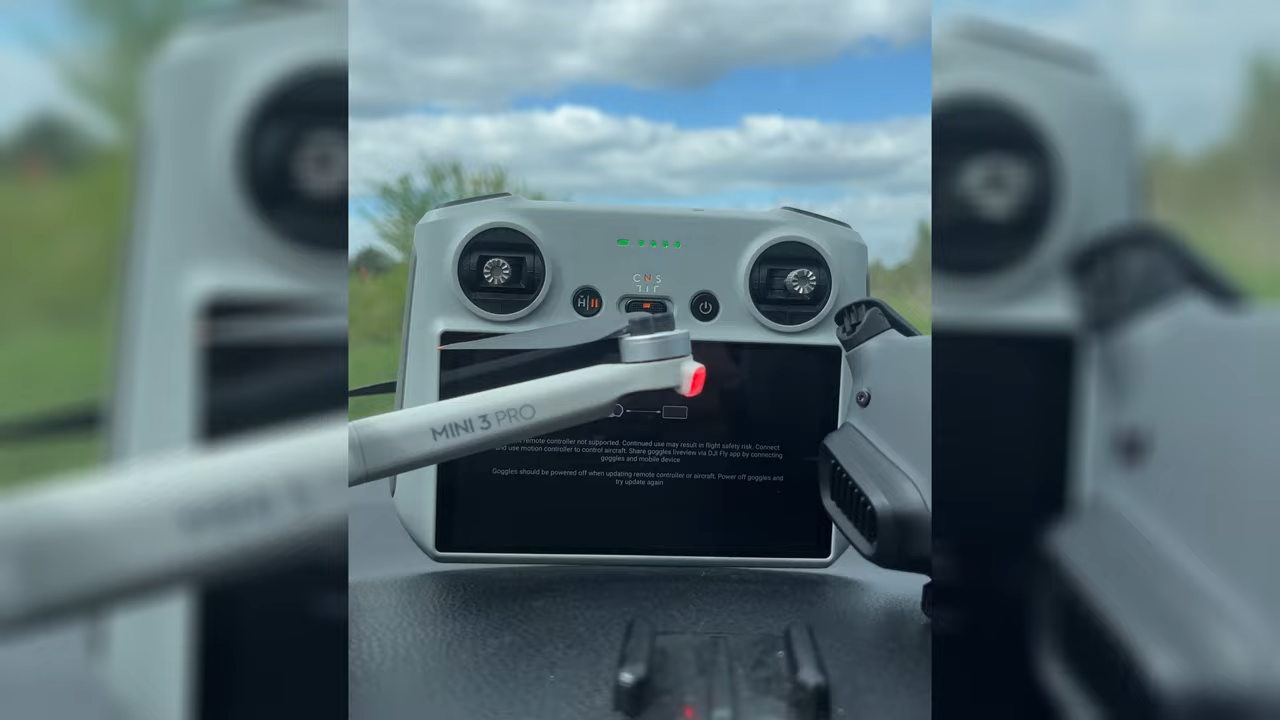 C N S
MINI 3 PRO
remote controller not supported. Continued use may result in flight safety risk. Connect
and use motion controller to control aircraft. Share goggles liveview via DJI Fly app by connecting
goggles and mobile device
Goggles should be powered off when updating remote controller or aircraft. Power off goggles and
try update again